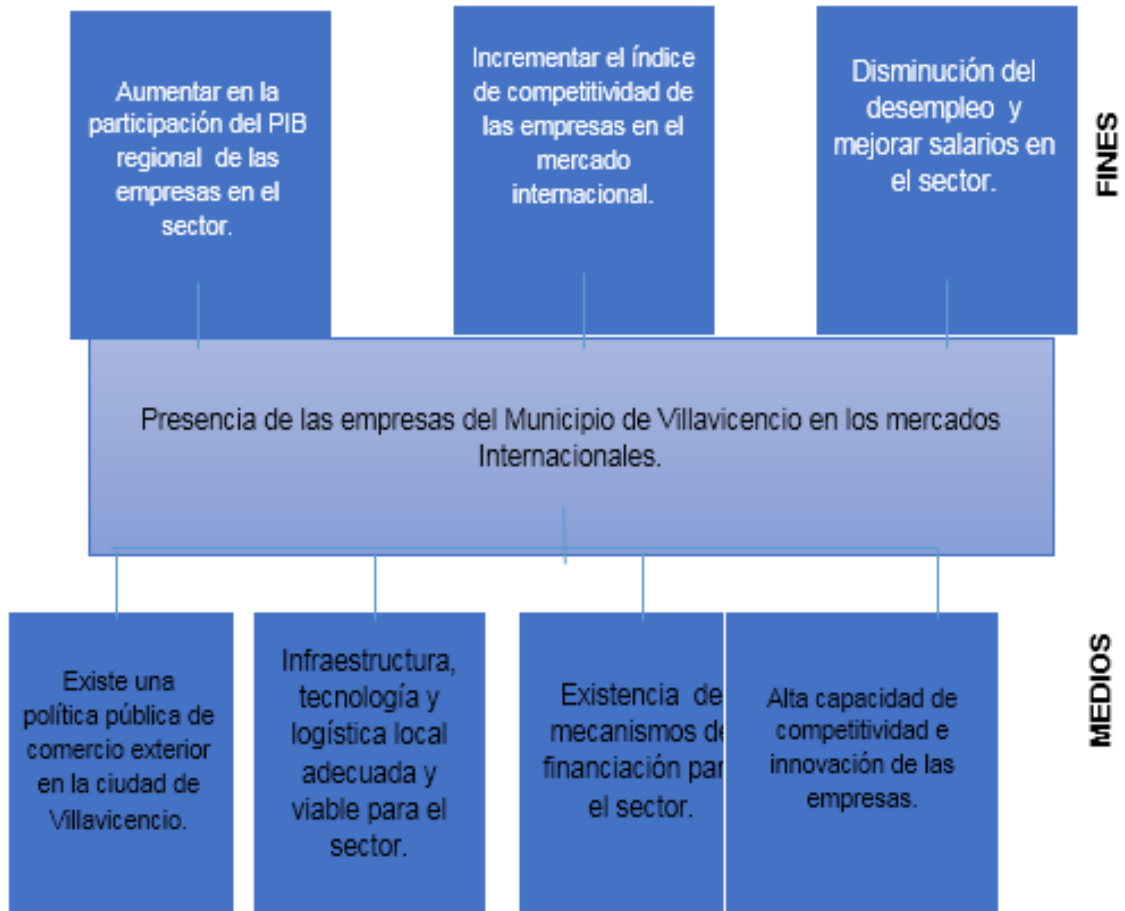 Aumentar en la
participación del PIB
regional de las
empresas en el
sector.
Incrementar el índice
de competitividad de
las empresas en el
mercado
internacional.
Disminución del
desempleo y
mejorar salarios en
el sector.
FINES
Presencia de las empresas del Municipio de Villavicencio en los mercados
Internacionales.
Existe una
política pública de
comercio exterior
en la ciudad de
Villavicencio.
Infraestructura,
tecnología y
logística local
adecuada y
viable para el
sector.
Existencia de
mecanismos de
financiación par
el sector.
Alta capacidad de
competitividad e
innovación de las
empresas.
MEDIOS